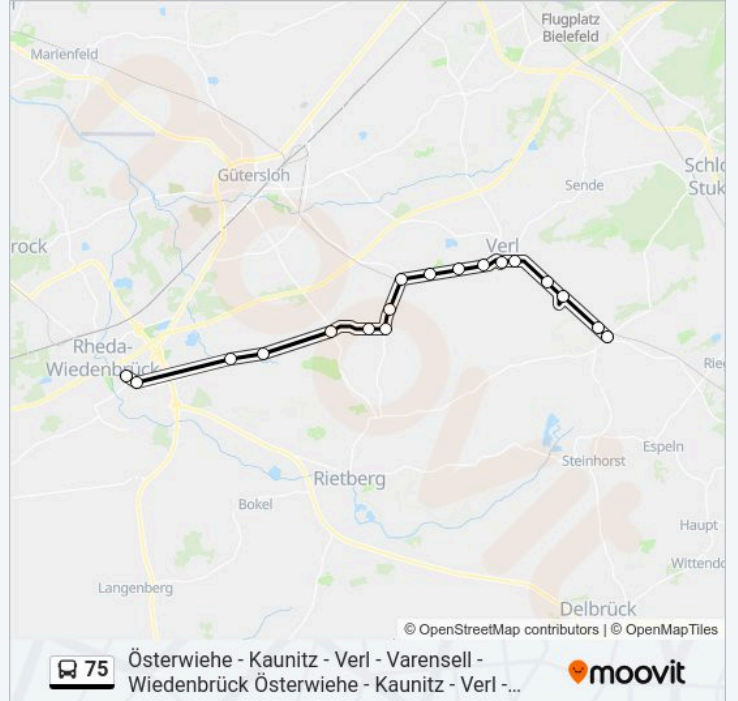 Flugplatz
Bielefeld
Marienfeld
Gütersloh
Schlo
Stuk
Sende
rock
Verl
Rheda-
Wiedenbrück
Rie
Espeln
Steinhorst
Rietberg
Bokel
Haupt
Wittendo
Langenberg
Delbrück
© OpenStreetMap contributors | © OpenMapTiles
75
Österwiehe - Kaunitz - Verl - Varensell -
Wiedenbrück Österwiehe - Kaunitz - Verl -...
moovit
moovit